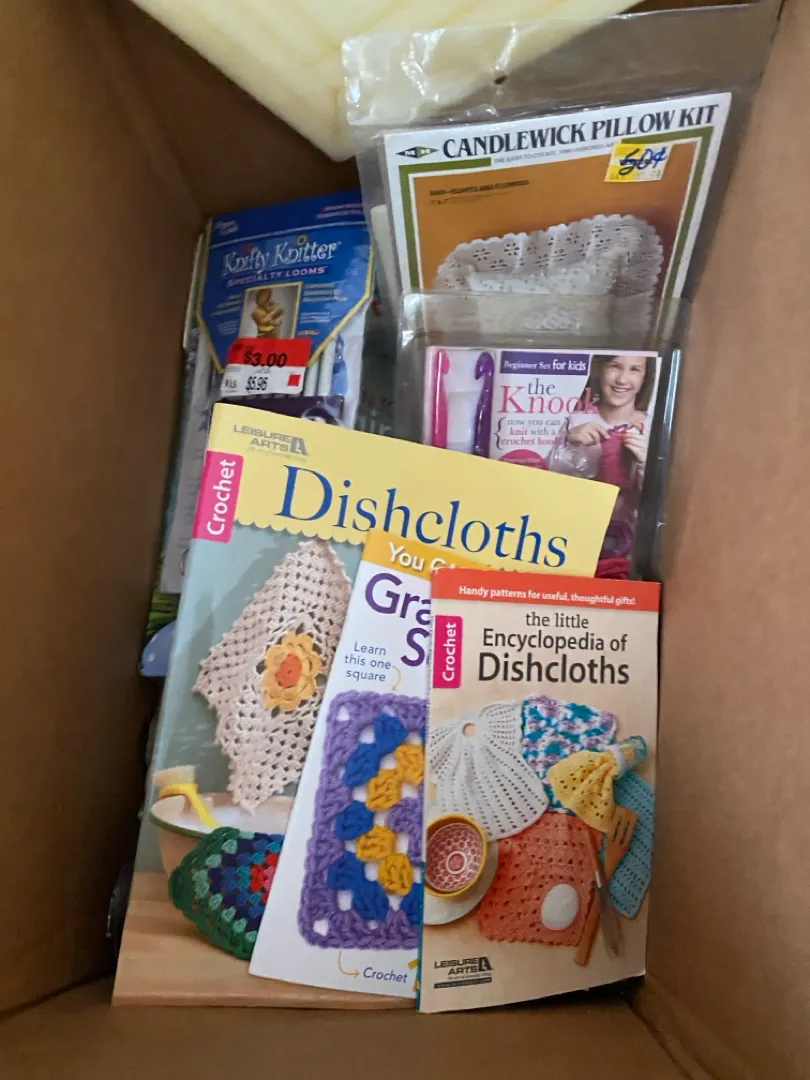 CANDLEWICK PILLOW KIT
50¢
Knifty Knitter
SPECIALTY LOOMS
$3.00
$5.96
Beginner Set for kids
the
Knook
now you can
knit with a
crochet hook!
LEISURE
ARTS
Crochet
Dishcloths
You
Gra
S
Learn
this one
square
Crochet
Handy patterns for useful, thoughtful gifts!
Crochet
the little
Encyclopedia of
Dishcloths
LEISURE
ARTS